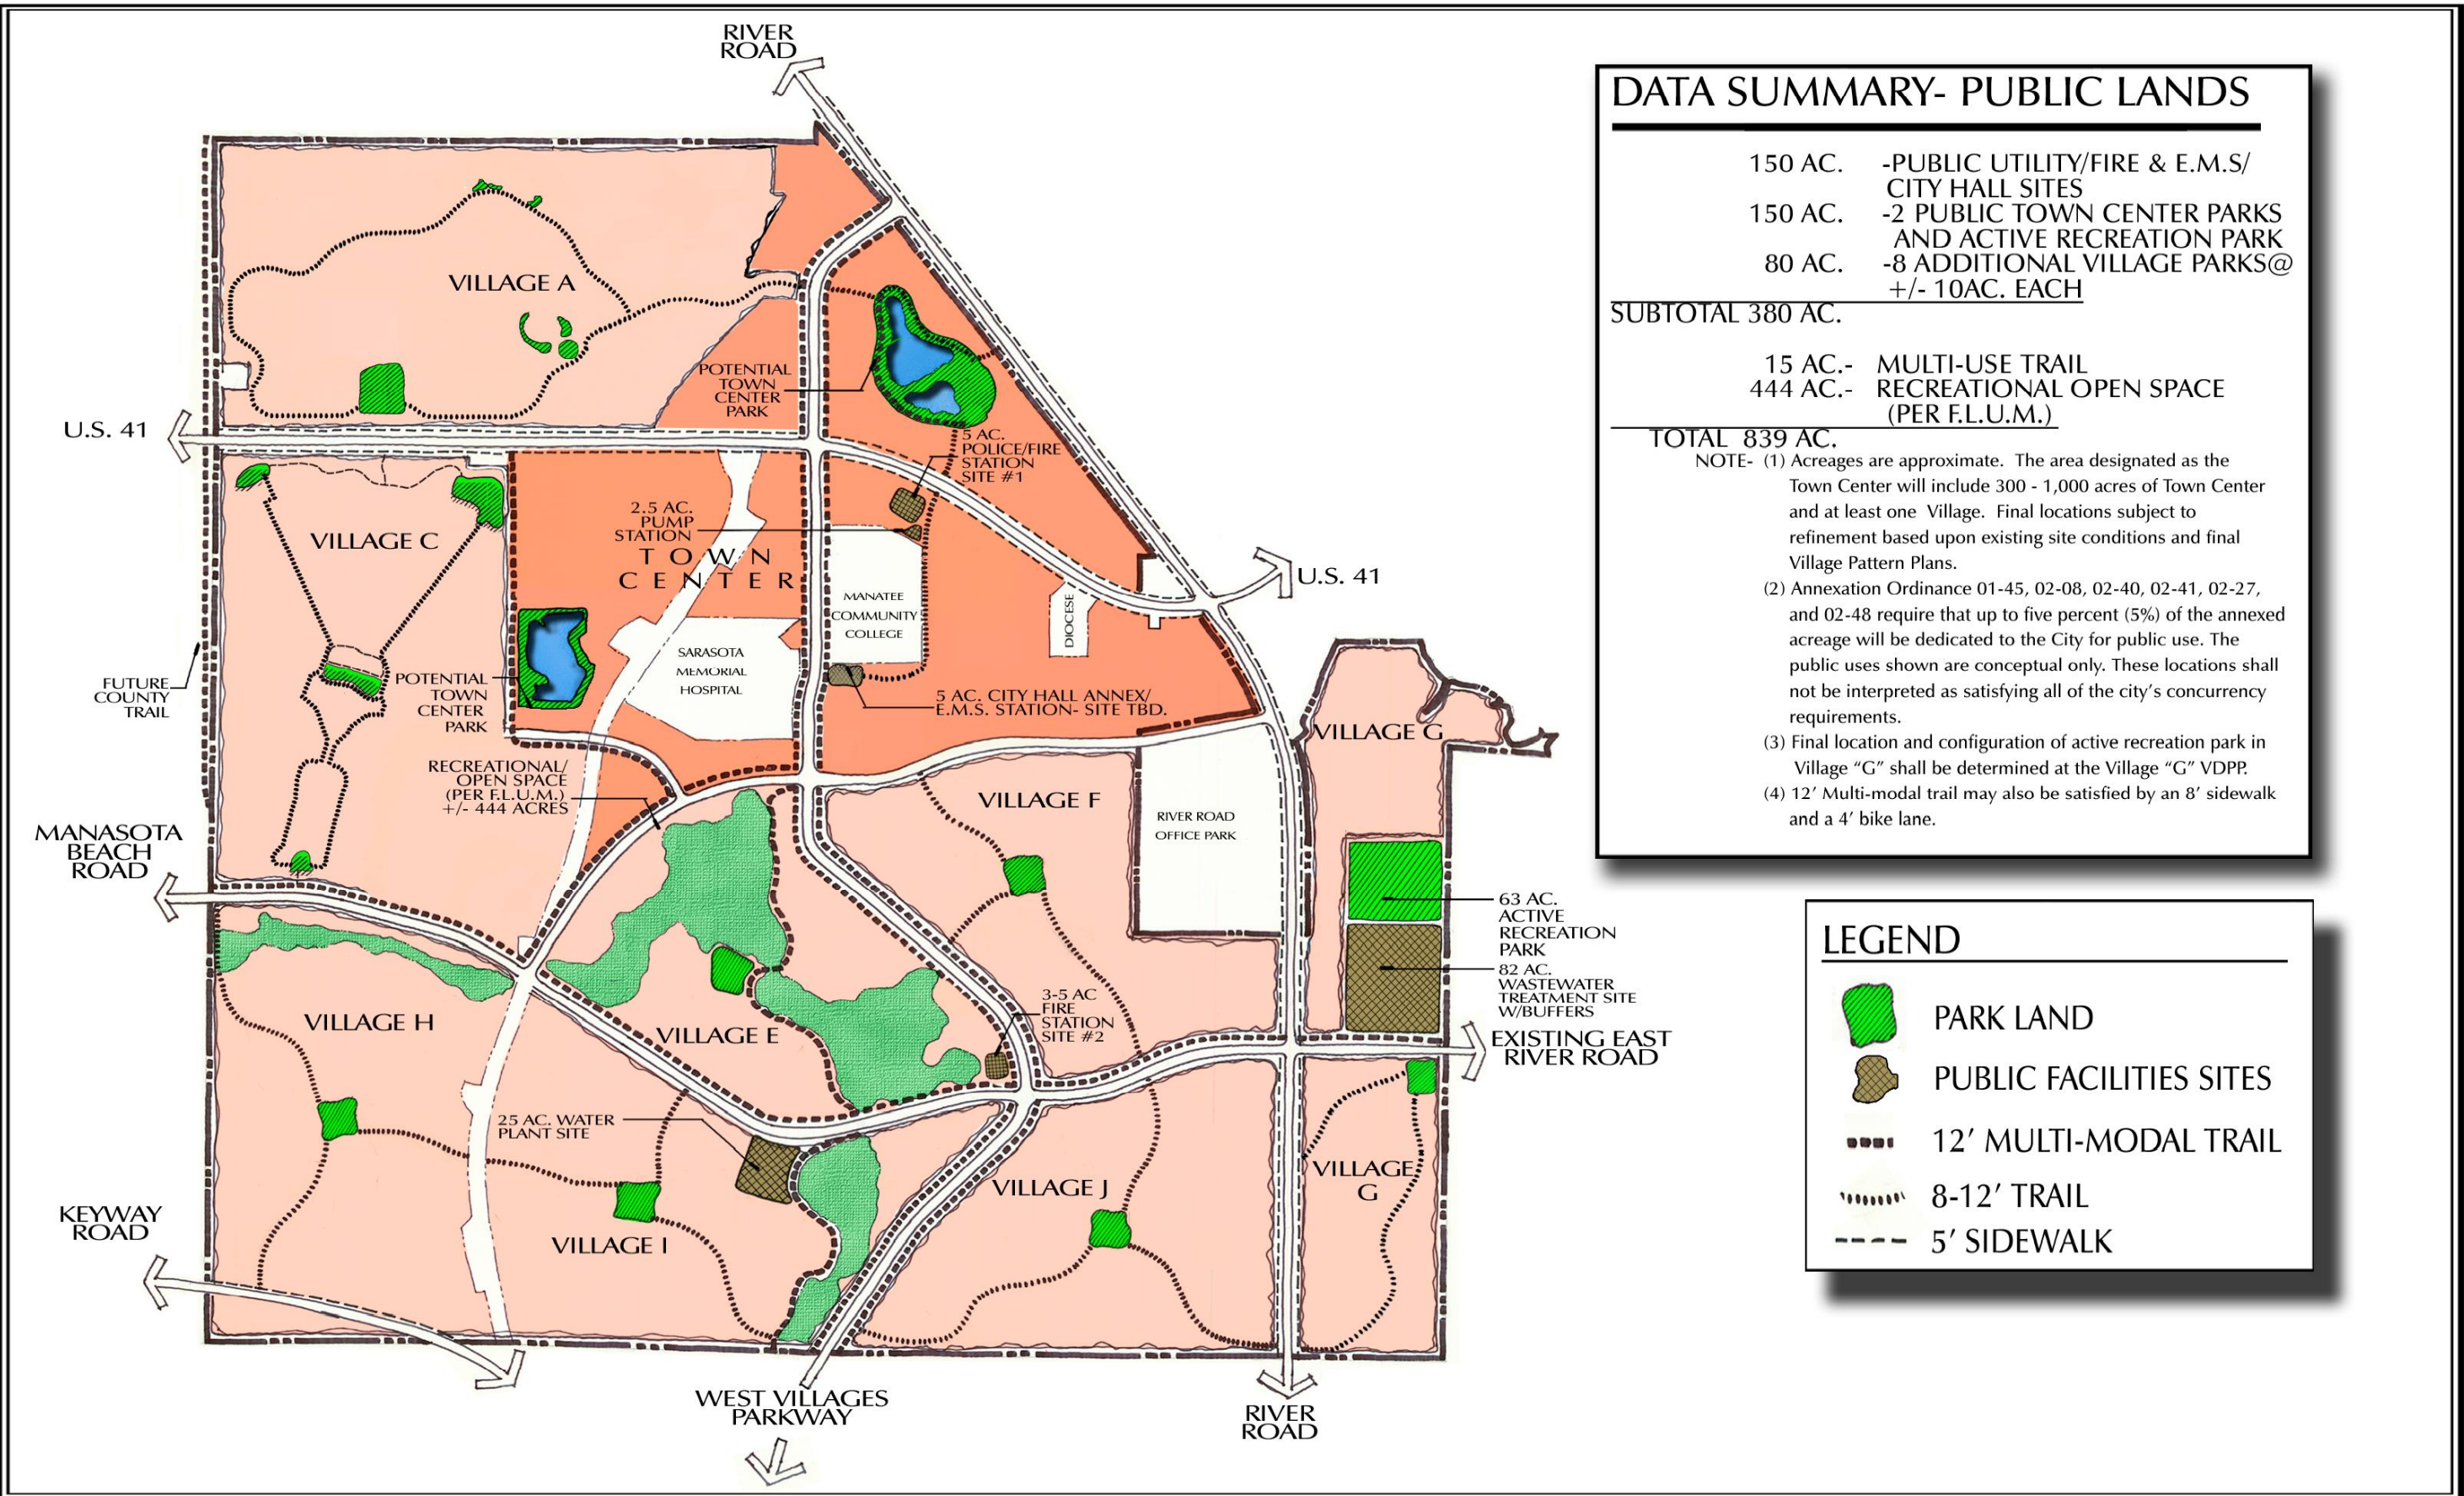 RIVER
ROAD
VILLAGE A
POTENTIAL
TOWN
CENTER
PARK
U.S. 41
5 AC.
POLICE/FIRE
STATION
SITE #1
2.5 AC.
PUMP
STATION
TOWN
CENTER
VILLAGE C
U.S. 41
MANATEE
COMMUNITY
COLLEGE
DIOCESE
SARASOTA
MEMORIAL
HOSPITAL
FUTURE
COUNTY
TRAIL
POTENTIAL
TOWN
CENTER
PARK
5 AC. CITY HALL ANNEX/
E.M.S. STATION- SITE TBD.
VILLAGE G
RECREATIONAL/
OPEN SPACE
(PER F.L.U.M.)
+/- 444 ACRES
VILLAGE F
RIVER ROAD
OFFICE PARK
MANASOTA
BEACH
ROAD
63 AC.
ACTIVE
RECREATION
PARK
82 AC.
WASTEWATER
TREATMENT SITE
W/BUFFERS
3-5 AC
FIRE
STATION
SITE #2
VILLAGE H
VILLAGE E
EXISTING EAST
RIVER ROAD
25 AC. WATER
PLANT SITE
VILLAGE
G
VILLAGE J
KEYWAY
ROAD
VILLAGE I
WEST VILLAGES
PARKWAY
RIVER
ROAD
DATA SUMMARY- PUBLIC LANDS
150 AC. -PUBLIC UTILITY/FIRE & E.M.S/
CITY HALL SITES
150 AC. -2 PUBLIC TOWN CENTER PARKS
AND ACTIVE RECREATION PARK
80 AC. -8 ADDITIONAL VILLAGE PARKS@
+/- 10AC. EACH
SUBTOTAL 380 AC.
15 AC.- MULTI-USE TRAIL
444 AC.- RECREATIONAL OPEN SPACE
(PER F.L.U.M.)
TOTAL 839 AC.
NOTE- (1) Acreages are approximate. The area designated as the
Town Center will include 300 - 1,000 acres of Town Center
and at least one Village. Final locations subject to
refinement based upon existing site conditions and final
Village Pattern Plans.
(2) Annexation Ordinance 01-45, 02-08, 02-40, 02-41, 02-27,
and 02-48 require that up to five percent (5%) of the annexed
acreage will be dedicated to the City for public use. The
public uses shown are conceptual only. These locations shall
not be interpreted as satisfying all of the city's concurrency
requirements.
(3) Final location and configuration of active recreation park in
Village “G” shall be determined at the Village “G” VDPP.
(4) 12’ Multi-modal trail may also be satisfied by an 8’ sidewalk
and a 4’ bike lane.
LEGEND
PARK LAND
PUBLIC FACILITIES SITES
12’ MULTI-MODAL TRAIL
8-12’ TRAIL
5’ SIDEWALK